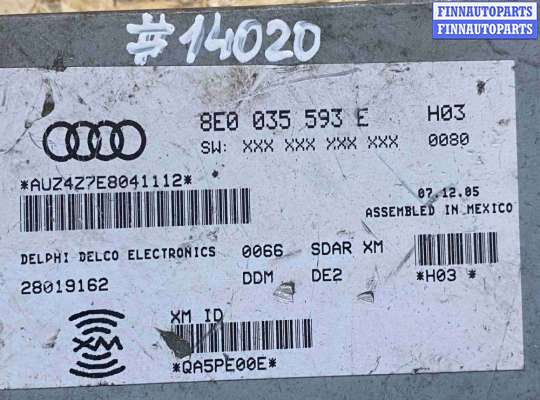 FINNAUTOPARTS
FINNAUTOPARTS
#14020
8E0 035 593 E H03
SW: XXX XXX XXX XXX 0080
*AUZ4Z7E8041112*
07.12.05
ASSEMBLED IN MEXICO
DELPHI DELCO ELECTRONICS 0066 SDAR XM
28019162 DDM DE2 *H03 *
XM ID
XM
*QA5PE00E*